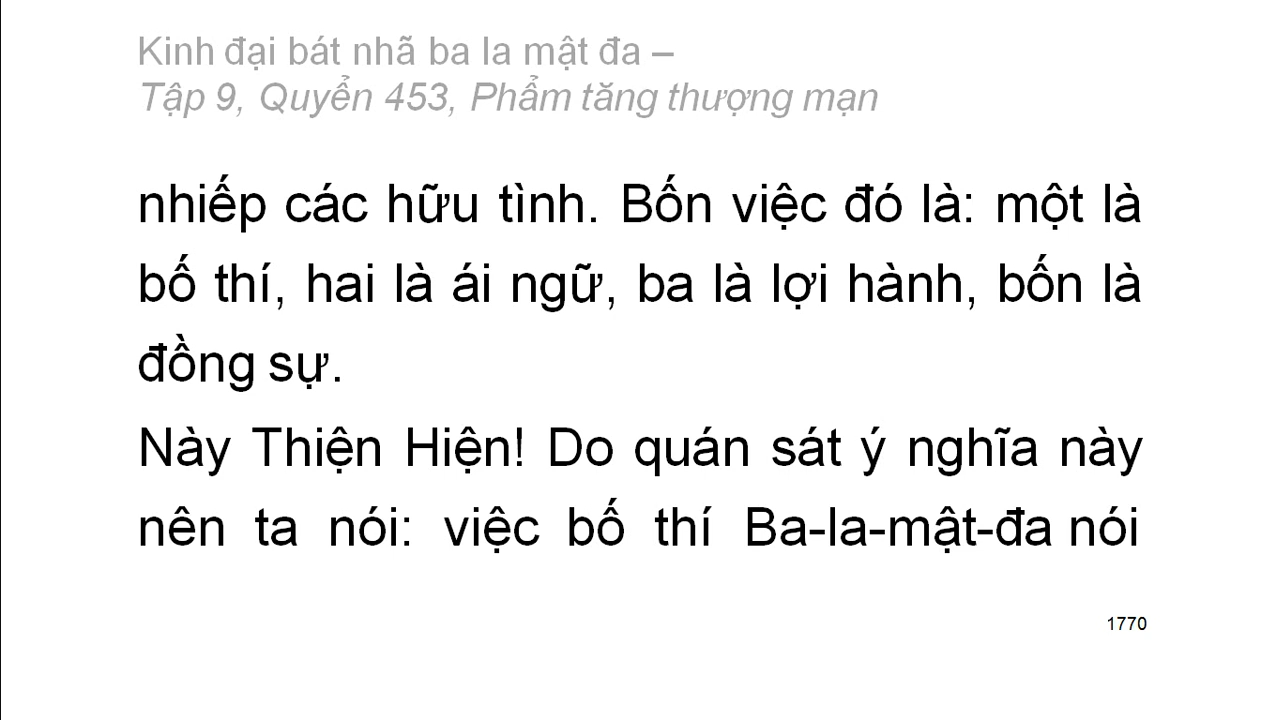 Kinh đại bát nhã ba la mật đa –
Tập 9, Quyển 453, Phẩm tăng thượng mạn
nhiếp các hữu tình. Bốn việc đó là: một là
bố thí, hai là ái ngữ, ba là lợi hành, bốn là
đồng sự.
Này Thiện Hiện! Do quán sát ý nghĩa này
nên ta nói: việc bố thí Ba-la-mật-đa nói
1770